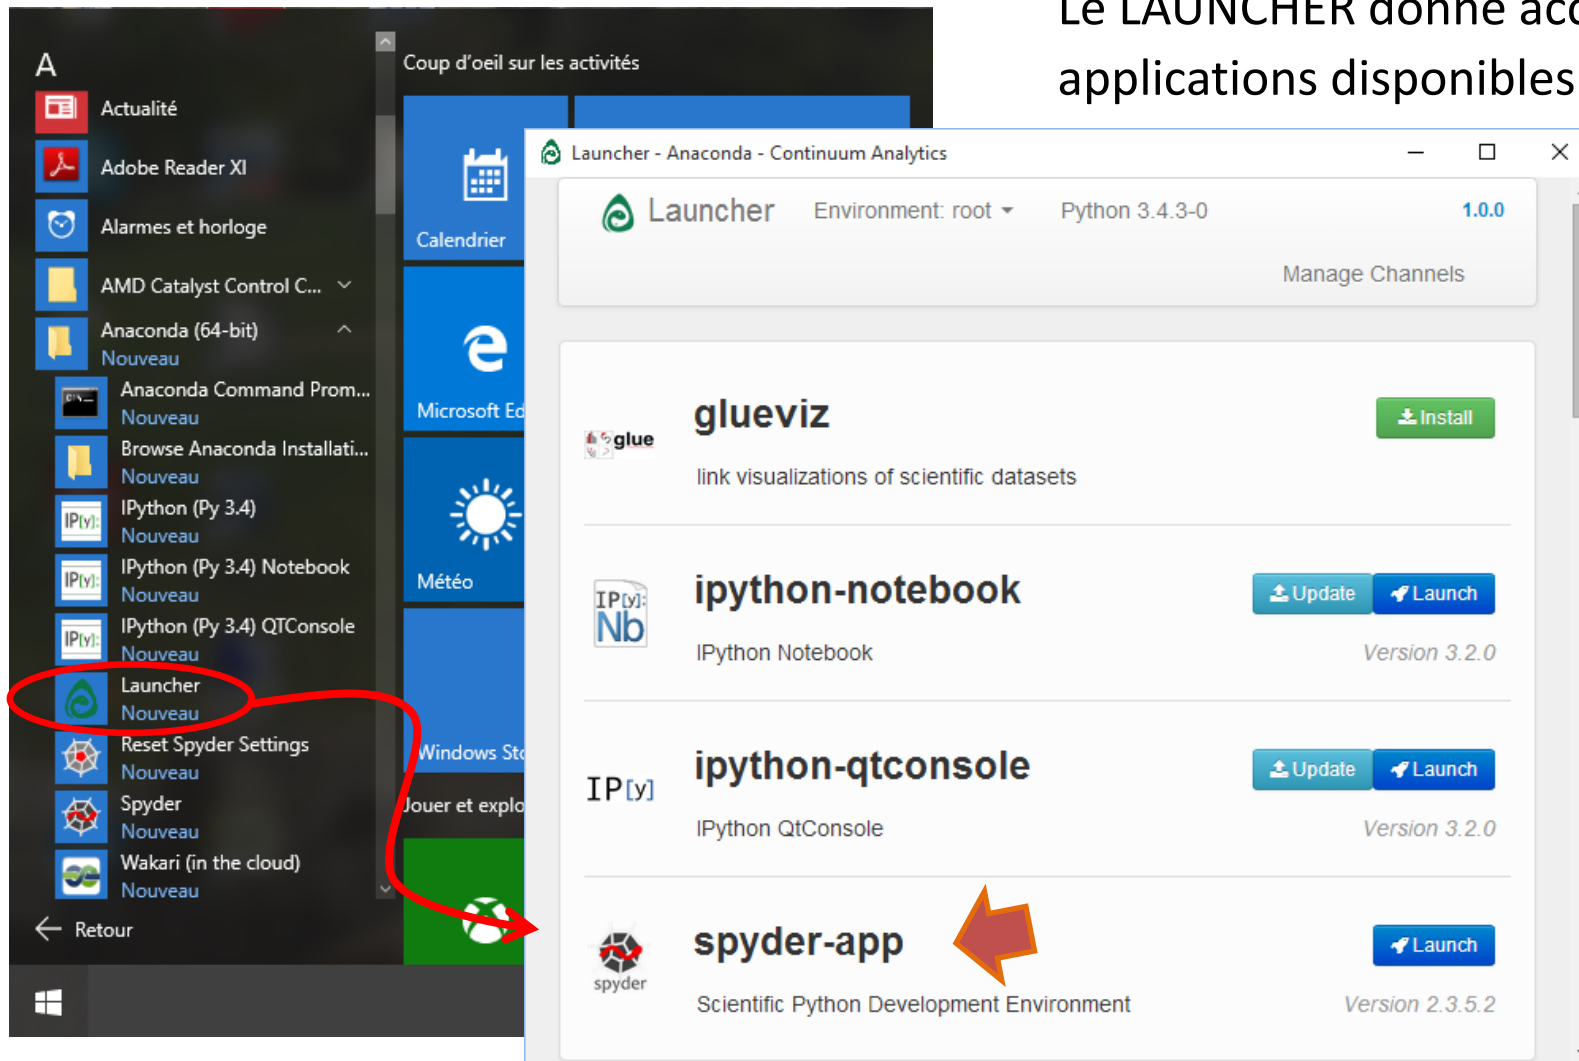 Le LAUNCHER donne
applications disponibles
A
Actualité
Adobe Reader XI
Alarmes et horloge
AMD Catalyst Control C...
Anaconda (64-bit)
Nouveau
Anaconda Command Prom...
Nouveau
Browse Anaconda Installati...
Nouveau
IP[y]:
IPython (Py 3.4)
Nouveau
IP[y]:
IPython (Py 3.4) Notebook
Nouveau
IP[y]:
IPython (Py 3.4) QTConsole
Nouveau
Launcher
Nouveau
Reset Spyder Settings
Nouveau
Spyder
Nouveau
Wakari (in the cloud)
Nouveau
Retour
Coup d'oeil sur les activités
Calendrier
Microsoft Ed
Météo
Windows Sto
Jouer et explo
Launcher - Anaconda - Continuum Analytics
Launcher Environment: root Python 3.4.3-0 1.0.0
Manage Channels
glue
glueviz Install
link visualizations of scientific datasets
IP[y]:
Nb
ipython-notebook Update Launch
IPython Notebook Version 3.2.0
IP[y]
ipython-qtconsole Update Launch
IPython QtConsole Version 3.2.0
spyder
spyder-app Launch
Scientific Python Development Environment Version 2.3.5.2